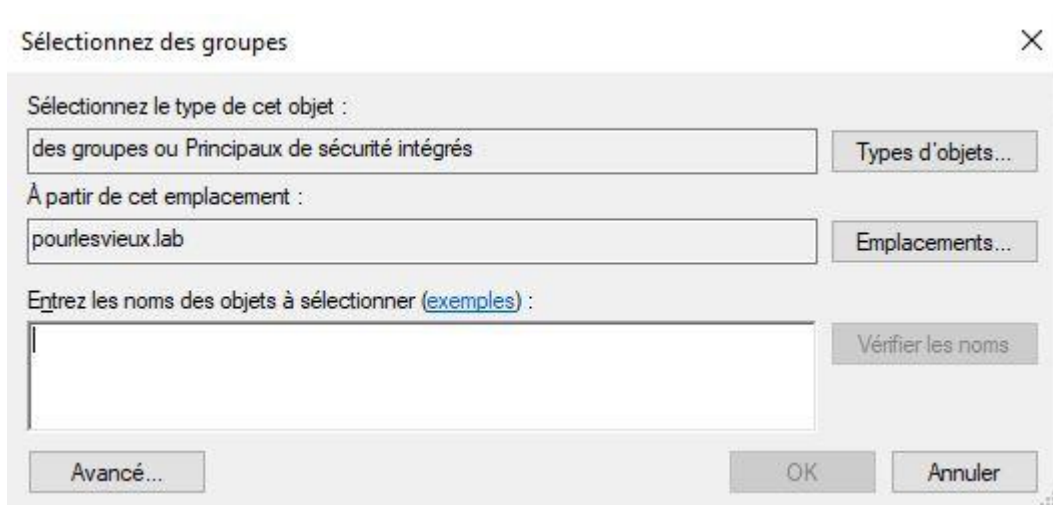 Sélectionnez des groupes
Sélectionnez le type de cet objet :
des groupes ou Principaux de sécurité intégrés
Types d'objets...
À partir de cet emplacement :
pourlesvieux.lab
Emplacements...
Entrez les noms des objets à sélectionner (exemples) :
Vérifier les noms
Avancé...
OK
Annuler